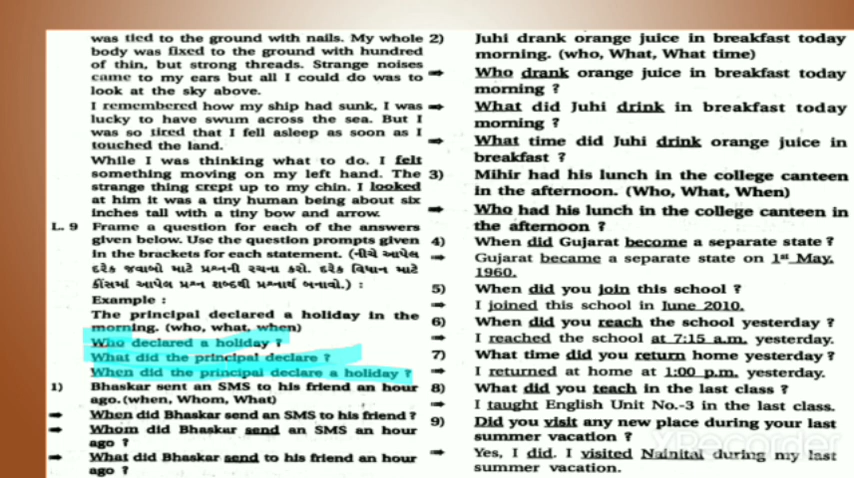 was tied to the ground with nails. My whole
body was fixed to the ground with hundred
of thin, but strong threads. Strange noises
came to my ears but all I could do was to
look at the sky above.
I remembered how my ship had sunk, I was
lucky to have swum across the sea. But I
was so tired that I fell asleep as soon as I
touched the land.
While I was thinking what to do. I felt
something moving on my left hand. The
strange thing crept up to my chin. I looked
at him it was a tiny human being about six
inches tall with a tiny bow and arrow.
L. 9 Frame a question for each of the answers
given below. Use the question prompts given
in the brackets for each statement. (નીચે આપેલ
દરેક જવાબો માટે પ્રશ્નની રચના કરો. દરેક વિધાન માટે
કૌંસમાં આપેલ પ્રશ્ન શબ્દથી પ્રશ્નાર્થ બનાવો.) :
Example :
The principal declared a holiday in the
morning. (who, what, when)
Who declared a holiday ?
What did the principal declare ?
When did the principal declare a holiday ?
1) Bhaskar sent an SMS to his friend an hour
ago.(when, Whom, What)
➡ When did Bhaskar send an SMS to his friend ?
➡ Whom did Bhaskar send an SMS an hour
ago ?
➡ What did Bhaskar send to his friend an hour
ago ?
2) Juhi drank orange juice in breakfast today
morning. (who, What, What time)
➡ Who drank orange juice in breakfast today
morning ?
➡ What did Juhi drink in breakfast today
morning ?
➡ What time did Juhi drink orange juice in
breakfast ?
3) Mihir had his lunch in the college canteen
in the afternoon. (Who, What, When)
➡ Who had his lunch in the college canteen in
the afternoon ?
4) When did Gujarat become a separate state ?
➡ Gujarat became a separate state on 1st May,
1960.
5) When did you join this school ?
➡ I joined this school in June 2010.
6) When did you reach the school yesterday ?
➡ I reached the school at 7:15 a.m. yesterday.
7) What time did you return home yesterday ?
➡ I returned at home at 1:00 p.m. yesterday.
8) What did you teach in the last class ?
➡ I taught English Unit No.-3 in the last class.
9) Did you visit any new place during your last
summer vacation ?
➡ Yes, I did. I visited Nainital during my last
summer vacation.
XRecorder